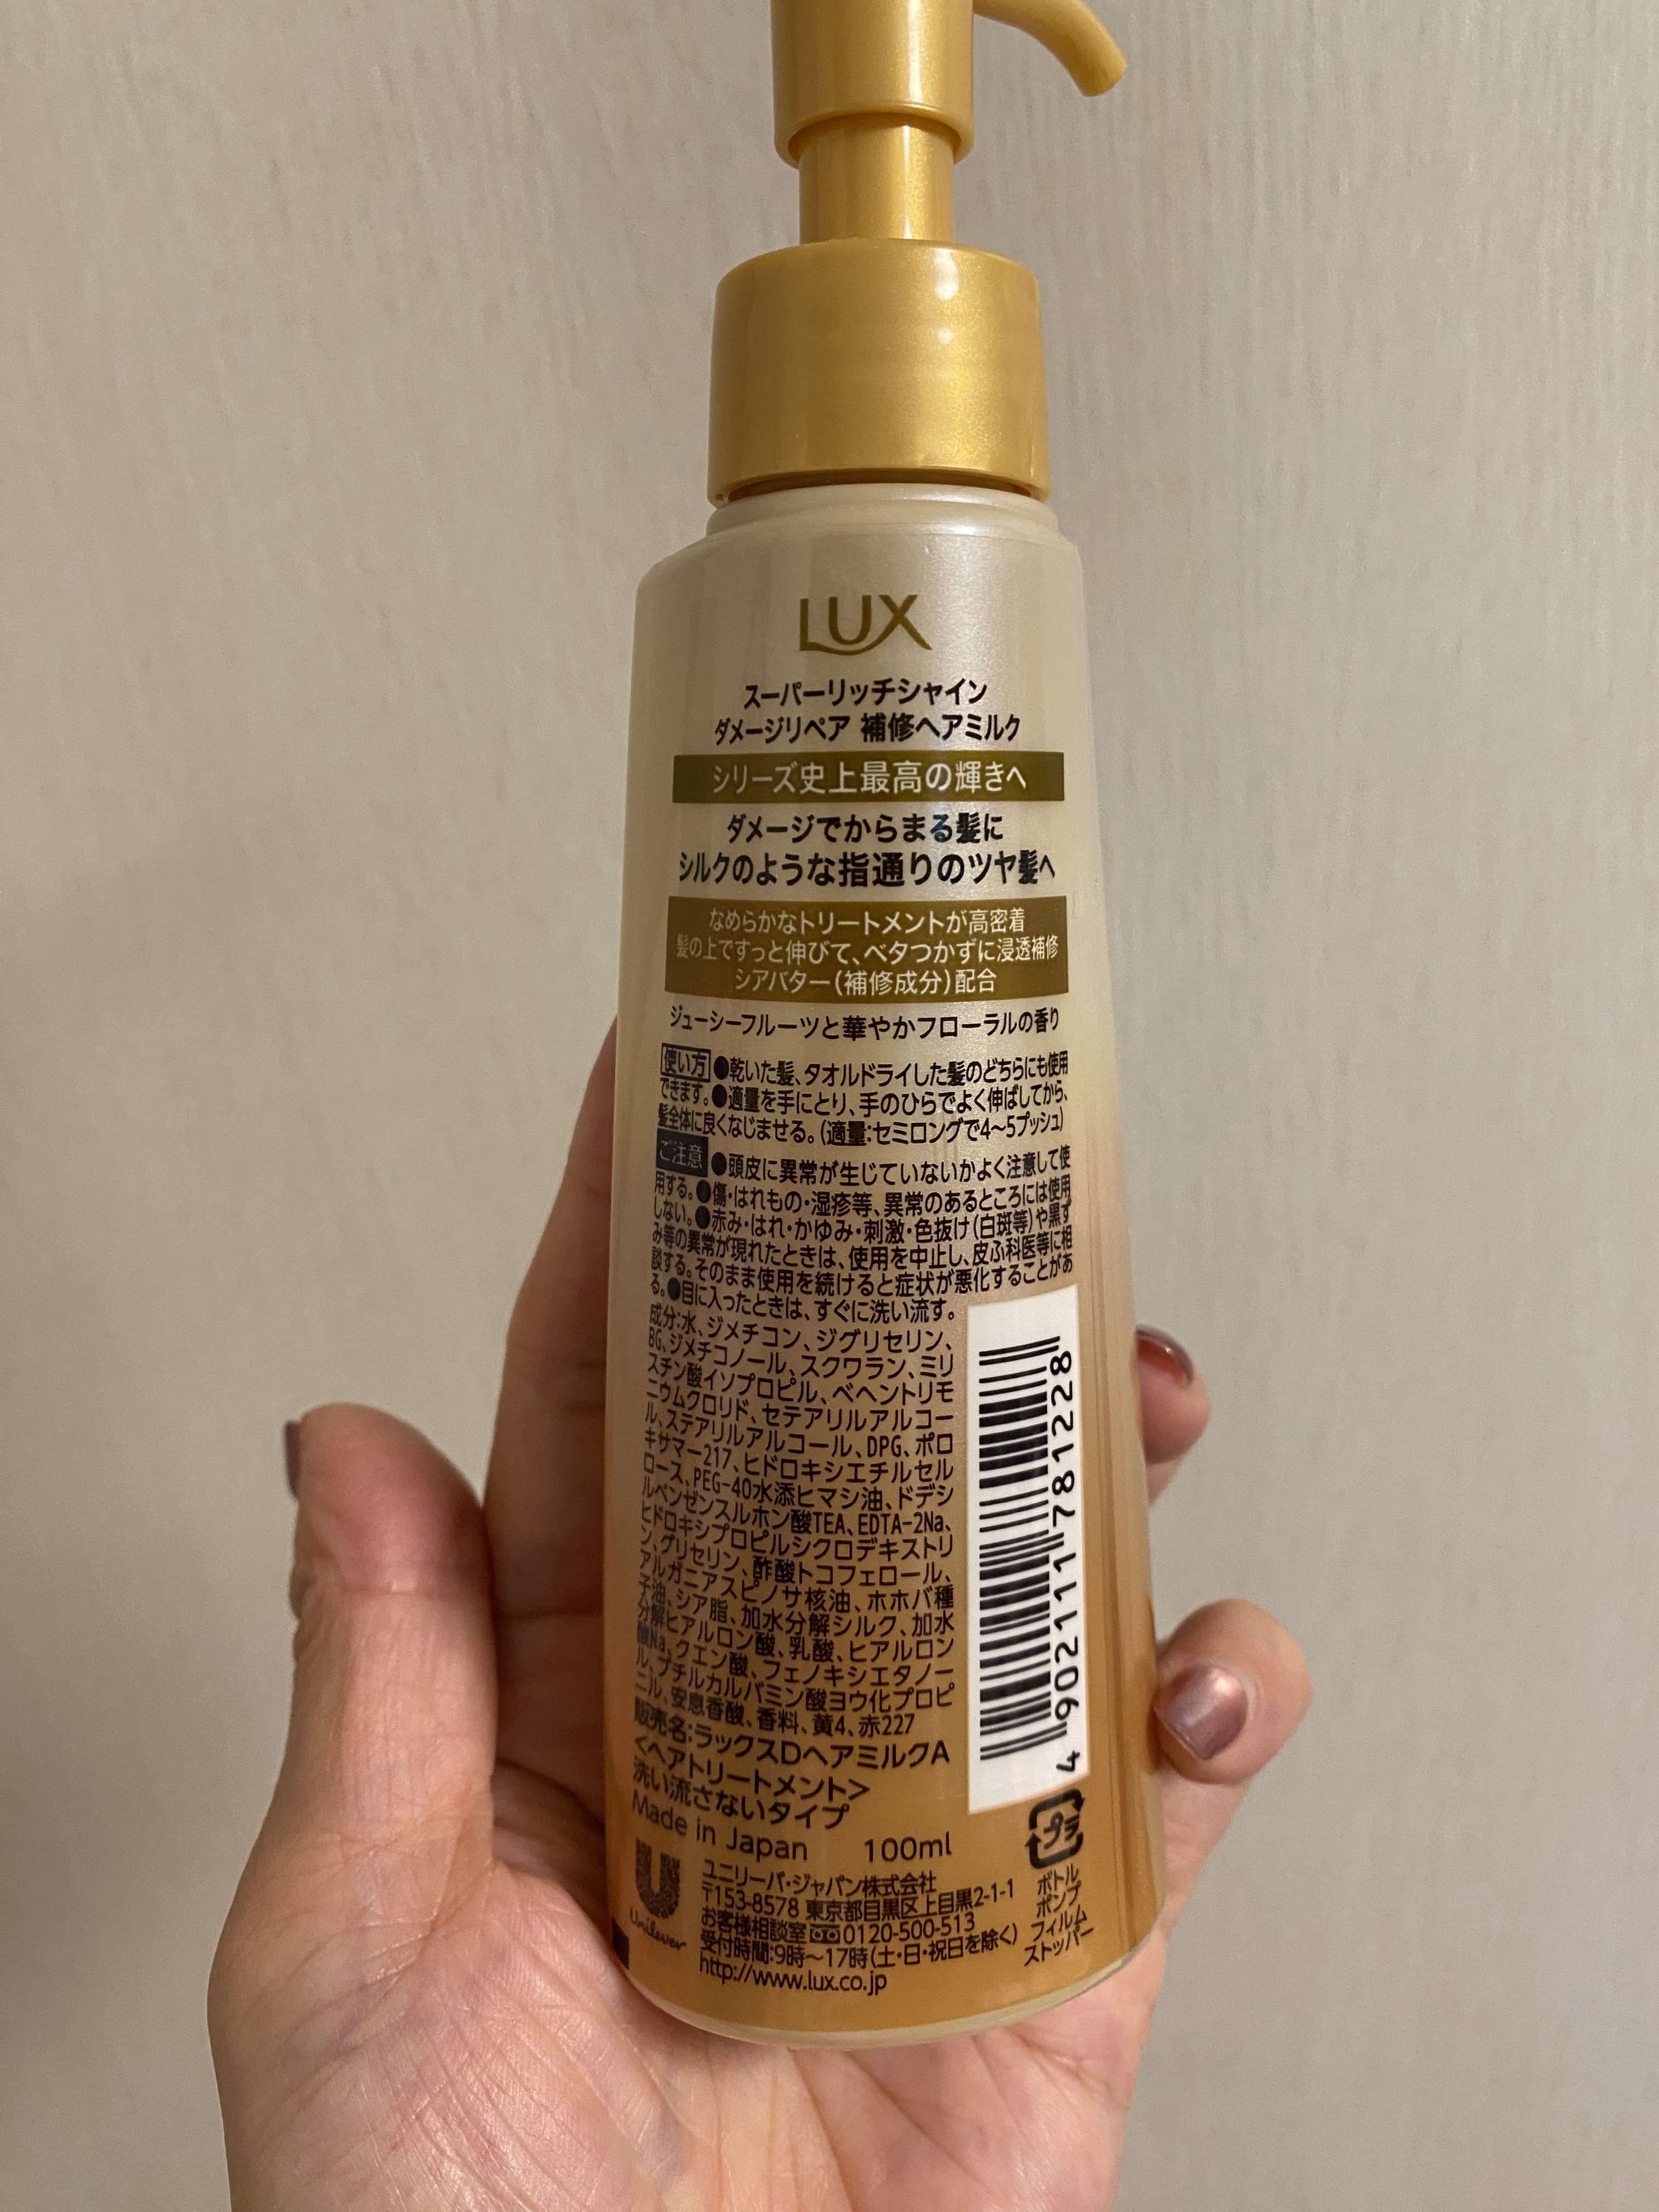 LUX
スーパーリッチシャイン
ダメージリペア 補修ヘアミルク
シリーズ史上最高の輝きへ
ダメージでからまる髪に
シルクのような指通りのツヤ髪へ
なめらかなトリートメントが高密着
髪の上ですっと伸びて、ベタつかずに浸透補修
シアバター(補修成分)配合
ジューシーフルーツと華やかフローラルの香り
使い方 ●乾いた髪、タオルドライした髪のどちらにも使用
できます。●適量を手にとり、手のひらでよく伸ばしてから、
髪全体に良くなじませる。(適量:セミロングで4〜5プッシュ)
ご注意 ●頭皮に異常が生じていないかよく注意して使
用する。●傷・はれもの・湿疹等、異常のあるところには使用
しない。●赤み・はれ・かゆみ・刺激・色抜け(白斑等)や黒ず
み等の異常が現れたときは、使用を中止し、皮ふ科医等に相
談する。そのまま使用を続けると症状が悪化することがあ
る。●目に入ったときは、すぐに洗い流す。
成分:水、ジメチコン、ジグリセリン、
BG、ジメチコノール、スクワラン、ミリ
スチン酸イソプロピル、ベヘントリモ
ニウムクロリド、セテアリルアルコー
ル、ステアリルアルコール、DPG、ポロ
キサマー217、ヒドロキシエチルセル
ロース、PEG-40水添ヒマシ油、ドデシ
ルベンゼンスルホン酸TEA、EDTA-2Na、
ヒドロキシプロピルシクロデキストリ
ン、グリセリン、酢酸トコフェロール、
アルガニアスピノサ核油、ホホバ種
子油、シア脂、加水分解シルク、加水
分解ヒアルロン酸、乳酸、ヒアルロン
酸Na、クエン酸、フェノキシエタノー
ル、ブチルカルバミン酸ヨウ化プロピ
ニル、安息香酸、香料、黄4、赤227
販売名:ラックスDヘアミルクA
<ヘアトリートメント>
洗い流さないタイプ
Made in Japan 100ml
4 902111 781228
プラ
ボトル
ポンプ
フィルム
ストッパー
Unilever
ユニリーバ・ジャパン株式会社
〒153-8578 東京都目黒区上目黒2-1-1
お客様相談室 0120-500-513
受付時間:9時〜17時(土・日・祝日を除く)
http://www.lux.co.jp